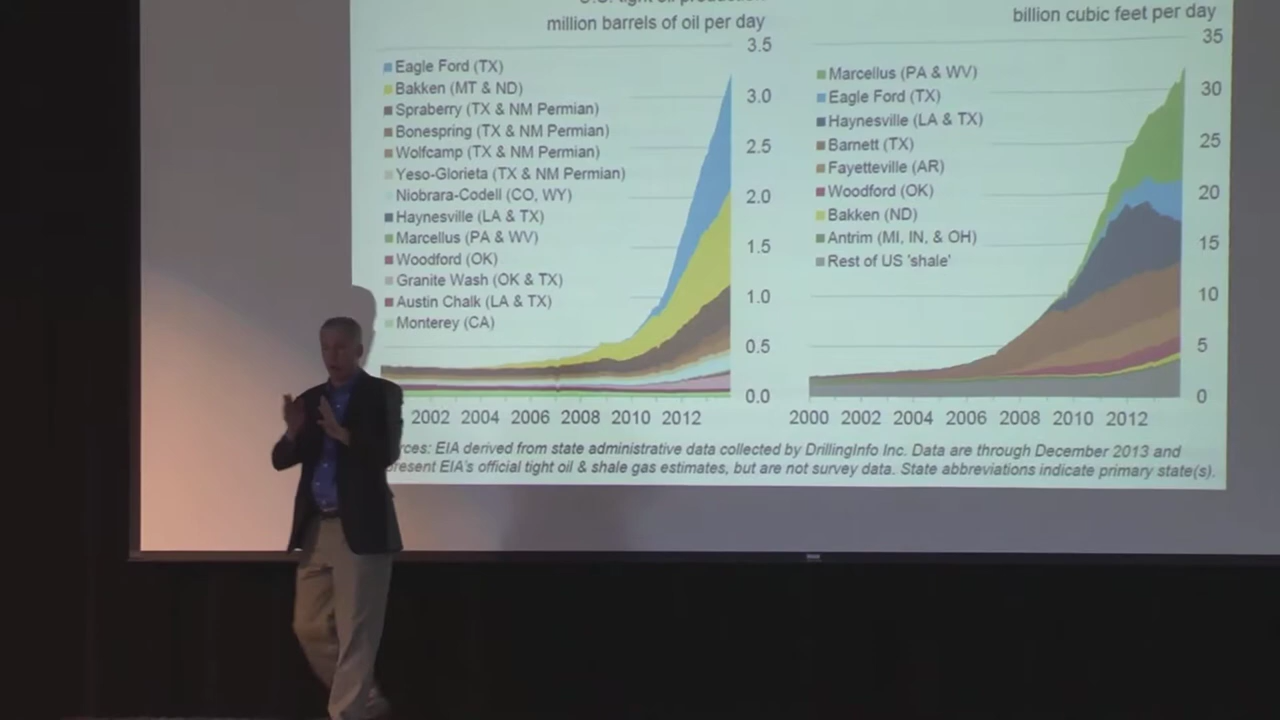 U.S. tight oil production
million barrels of oil per day
3.5
Eagle Ford (TX)
Bakken (MT & ND)
3.0
Spraberry (TX & NM Permian)
Bonespring (TX & NM Permian)
Wolfcamp (TX & NM Permian)
2.5
Yeso-Glorieta (TX & NM Permian)
Niobrara-Codell (CO, WY)
2.0
Haynesville (LA & TX)
Marcellus (PA & WV)
1.5
Woodford (OK)
Granite Wash (OK & TX)
Austin Chalk (LA & TX)
1.0
Monterey (CA)
0.5
0.0
2002 2004 2006 2008 2010 2012
billion cubic feet per day
35
Marcellus (PA & WV)
30
Eagle Ford (TX)
Haynesville (LA & TX)
Barnett (TX)
25
Fayetteville (AR)
Woodford (OK)
20
Bakken (ND)
Antrim (MI, IN, & OH)
15
Rest of US 'shale'
10
5
0
2000 2002 2004 2006 2008 2010 2012
rces: EIA derived from state administrative data collected by DrillingInfo Inc. Data are through December 2013 and
present EIA's official tight oil & shale gas estimates, but are not survey data. State abbreviations indicate primary state(s).